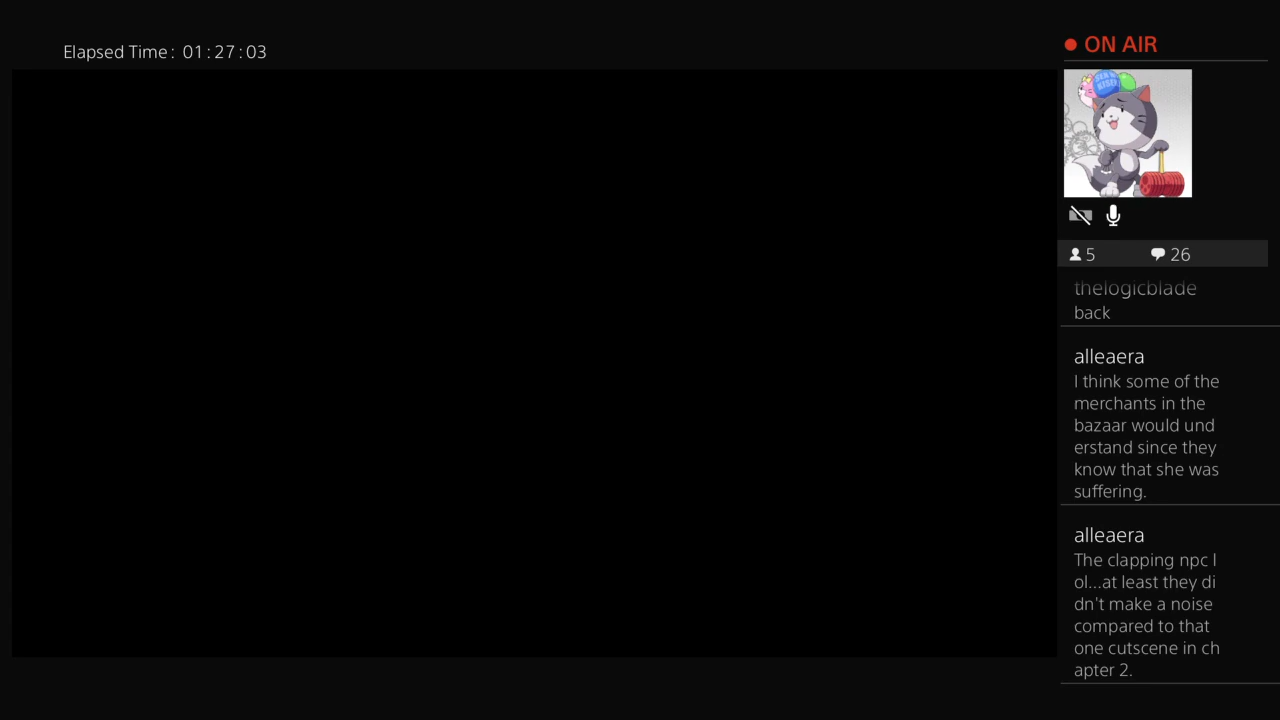 Elapsed Time: 01:27:03
ON AIR
5
26
thelogicblade
back
alleaera
I think some of the
merchants in the
bazaar would und
erstand since they
know that she was
suffering.
alleaera
The clapping npc l
ol...at least they di
dn't make a noise
compared to that
one cutscene in ch
apter 2.